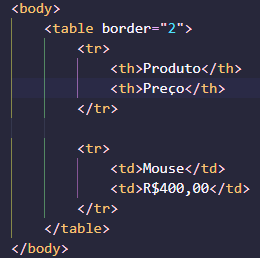 <body>
<table border="2">
<tr>
<th>Produto</th>
<th>Preço</th>
</tr>
<tr>
<td>Mouse</td>
<td>R$400,00</td>
</tr>
</table>
</body>